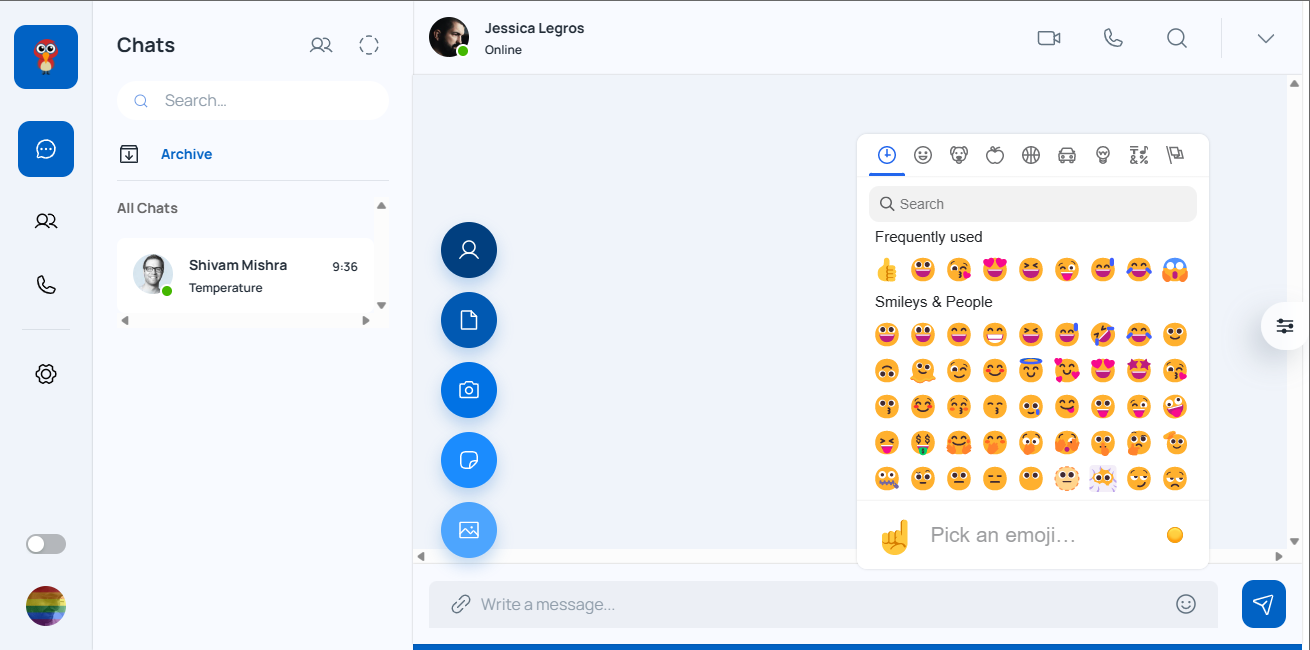 Chats
Search...
Archive
All Chats
Shivam Mishra
9:36
Temperature
Jessica Legros
Online
Search
Frequently used
Smileys & People
Pick an emoji...
Write a message...